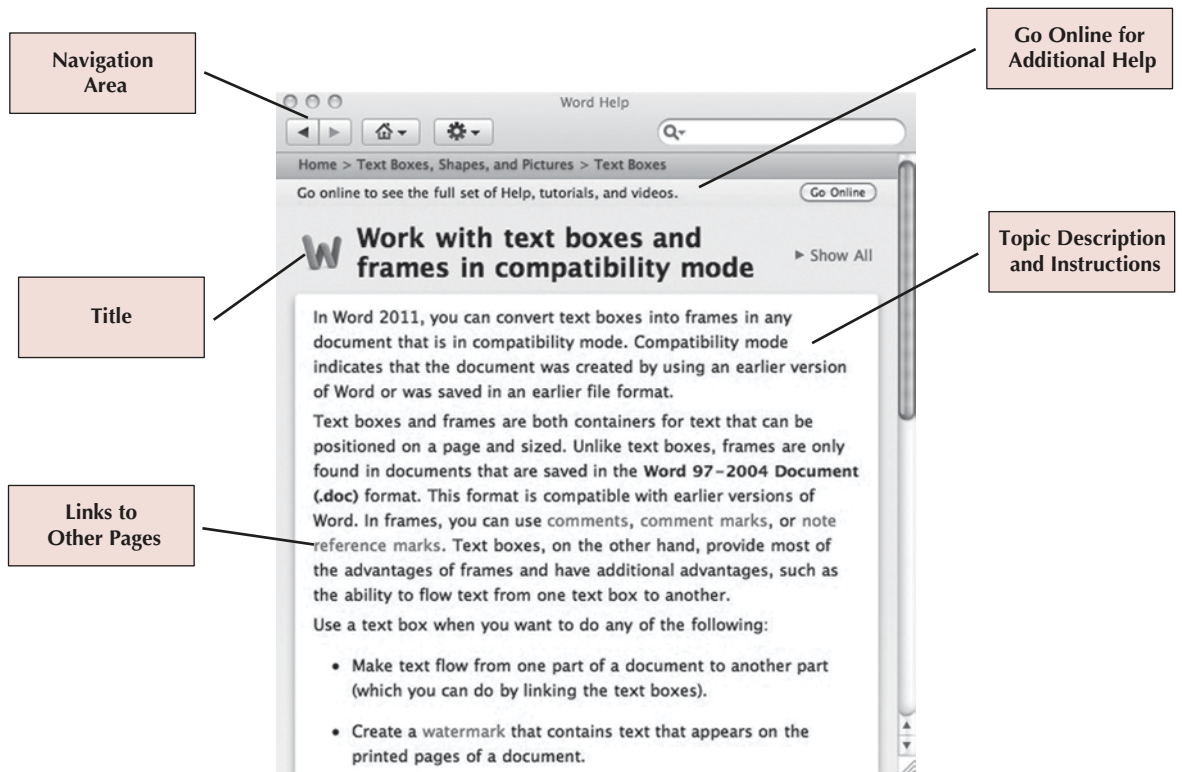 Navigation
Area
Go Online for
Additional Help
Word Help
Home > Text Boxes, Shapes, and Pictures > Text Boxes
Go online to see the full set of Help, tutorials, and videos.
Go Online
W
Work with text boxes and
frames in compatibility mode
▶ Show All
Topic Description
and Instructions
Title
In Word 2011, you can convert text boxes into frames in any
document that is in compatibility mode. Compatibility mode
indicates that the document was created by using an earlier version
of Word or was saved in an earlier file format.
Text boxes and frames are both containers for text that can be
positioned on a page and sized. Unlike text boxes, frames are only
found in documents that are saved in the Word 97–2004 Document
(.doc) format. This format is compatible with earlier versions of
Word. In frames, you can use comments, comment marks, or note
reference marks. Text boxes, on the other hand, provide most of
the advantages of frames and have additional advantages, such as
the ability to flow text from one text box to another.
Links to
Other Pages
Use a text box when you want to do any of the following:
• Make text flow from one part of a document to another part
(which you can do by linking the text boxes).
• Create a watermark that contains text that appears on the
printed pages of a document.